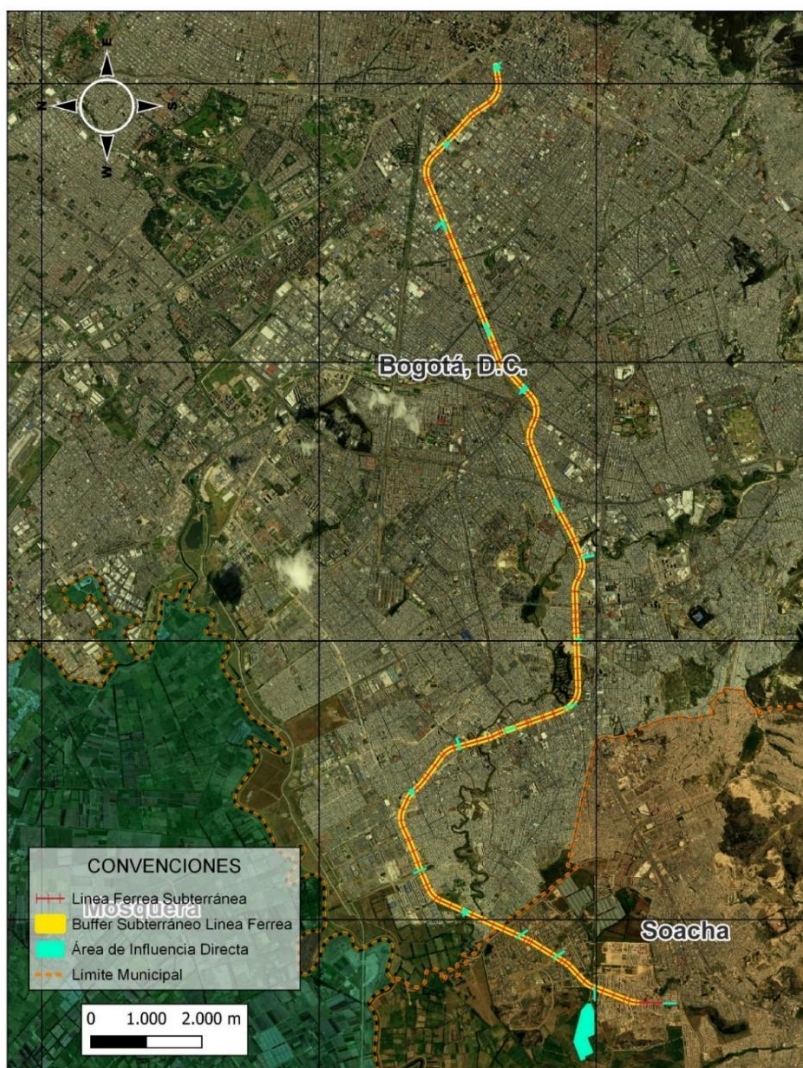 E
N
S
W
Bogotá, D.C.
CONVENCIONES
Linea Ferrea Subterránea
Mosquera
Buffer Subterráneo Linea Ferrea
Área de Influencia Directa
Limite Municipal
Soacha
0 1.000 2.000 m